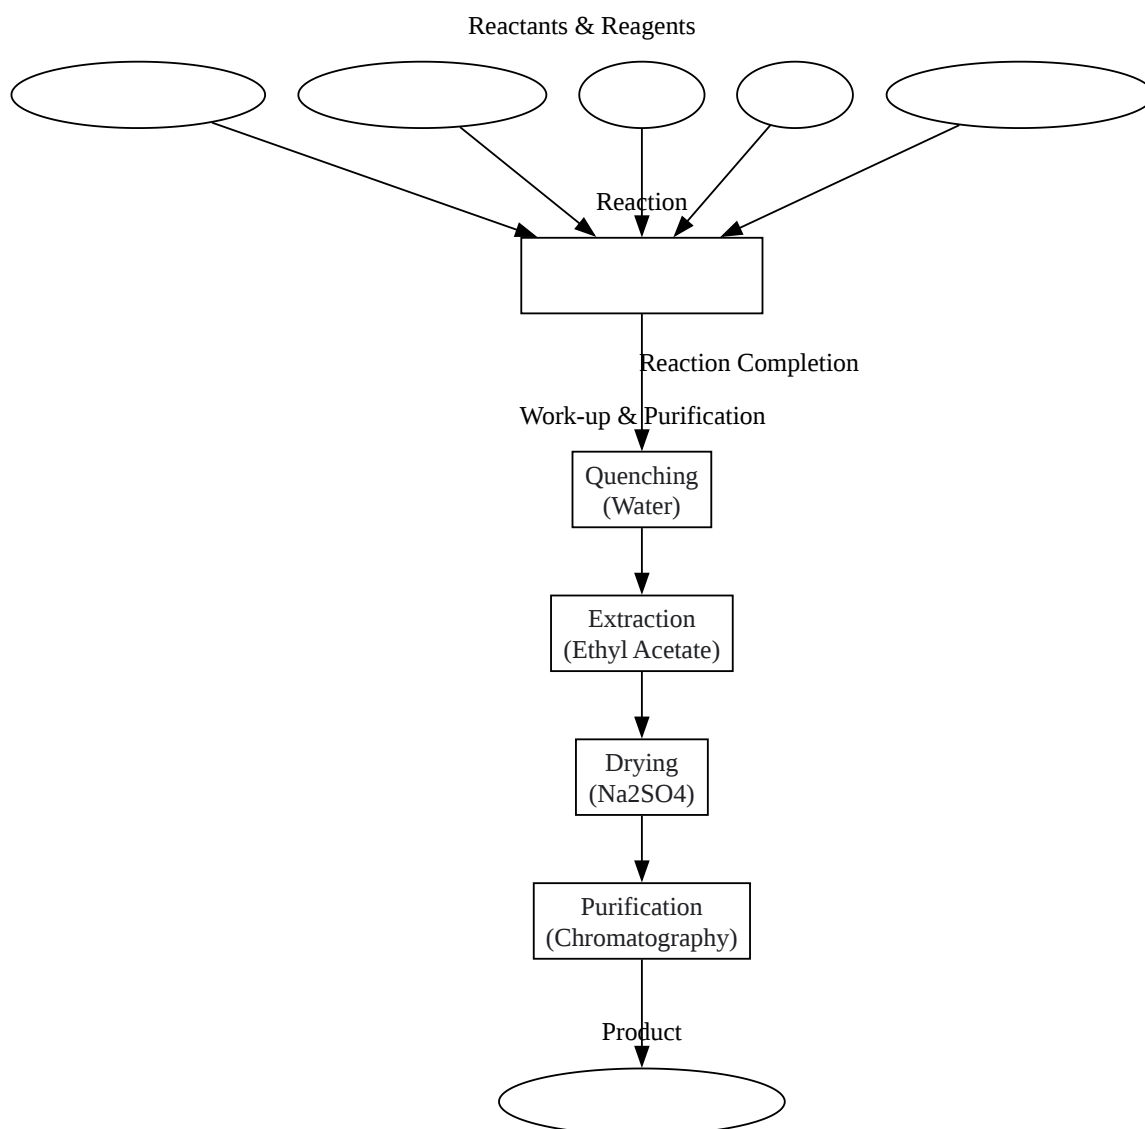 Reactants & Reagents
Reaction
Reaction Completion
Work-up & Purification
Quenching
(Water)
Extraction
(Ethyl Acetate)
Drying
(Na2SO4)
Purification
(Chromatography)
Product